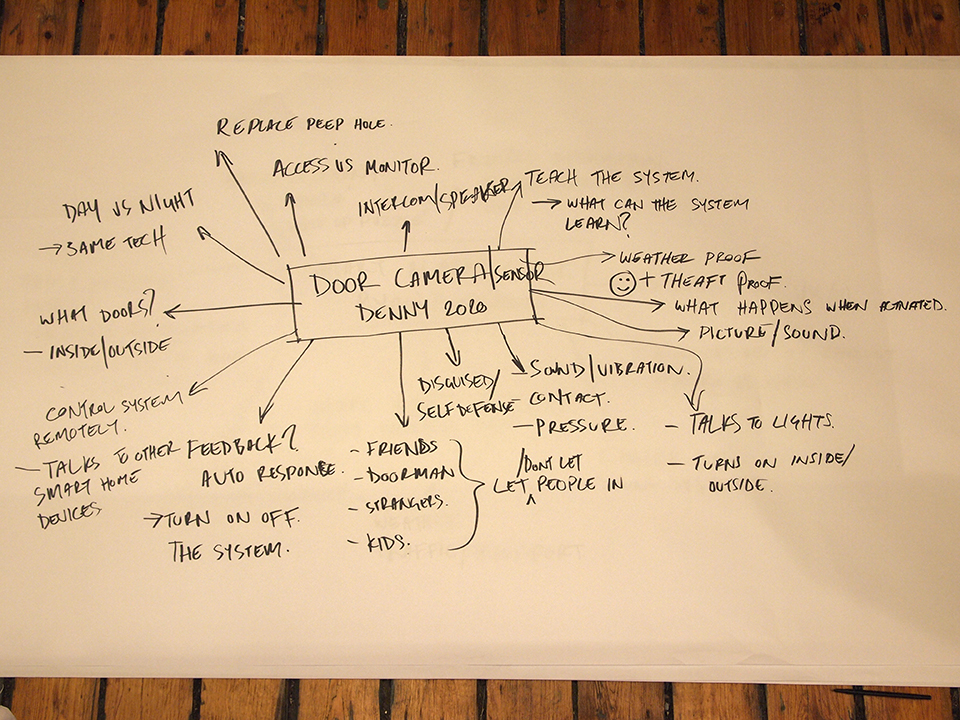 REPLACE PEEP HOLE.
ACCESS VS MONITOR.
INTERCOM/SPEAKER
TEACH THE SYSTEM.
→ WHAT CAN THE SYSTEM
LEARN?
DAY VS NIGHT
→ SAME TECH
DOOR CAMERA/SENSOR
DENNY 2020
→ WEATHER PROOF
☺ + THEAFT PROOF.
WHAT HAPPENS WHEN ACTIVATED.
PICTURE/SOUND.
WHAT DOORS?
- INSIDE/OUTSIDE
CONTROL SYSTEM
REMOTELY.
- TALKS TO OTHER
SMART HOME
DEVICES
FEEDBACK?
AUTO RESPONSE.
→ TURN ON OFF.
THE SYSTEM.
- FRIENDS
- DOORMAN
- STRANGERS.
- KIDS.
/DONT LET
LET ^ PEOPLE IN
DISGUISED/
SELF DEFENSE
- SOUND/VIBRATION.
- CONTACT.
- PRESSURE.
- TALKS TO LIGHTS.
- TURNS ON INSIDE/
OUTSIDE.